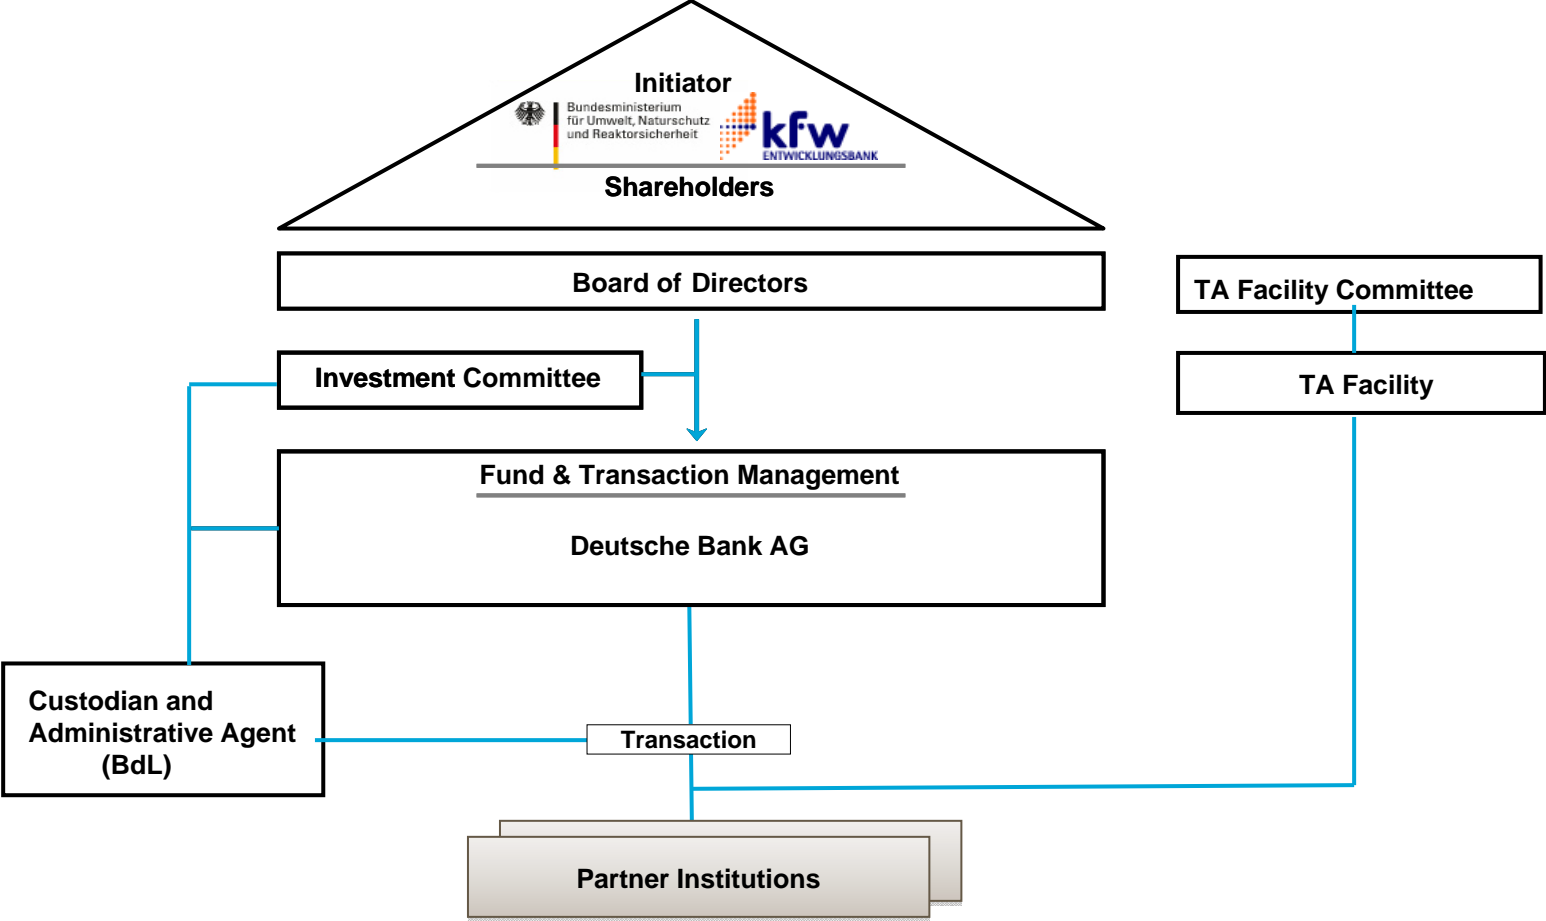 Initiator
Bundesministerium
für Umwelt, Naturschutz
und Reaktorsicherheit
kfw
ENTWICKLUNGSBANK
Shareholders
Board of Directors
TA Facility Committee
Investment Committee
TA Facility
Fund & Transaction Management
Deutsche Bank AG
Custodian and
Administrative Agent
(BdL)
Transaction
Partner Institutions